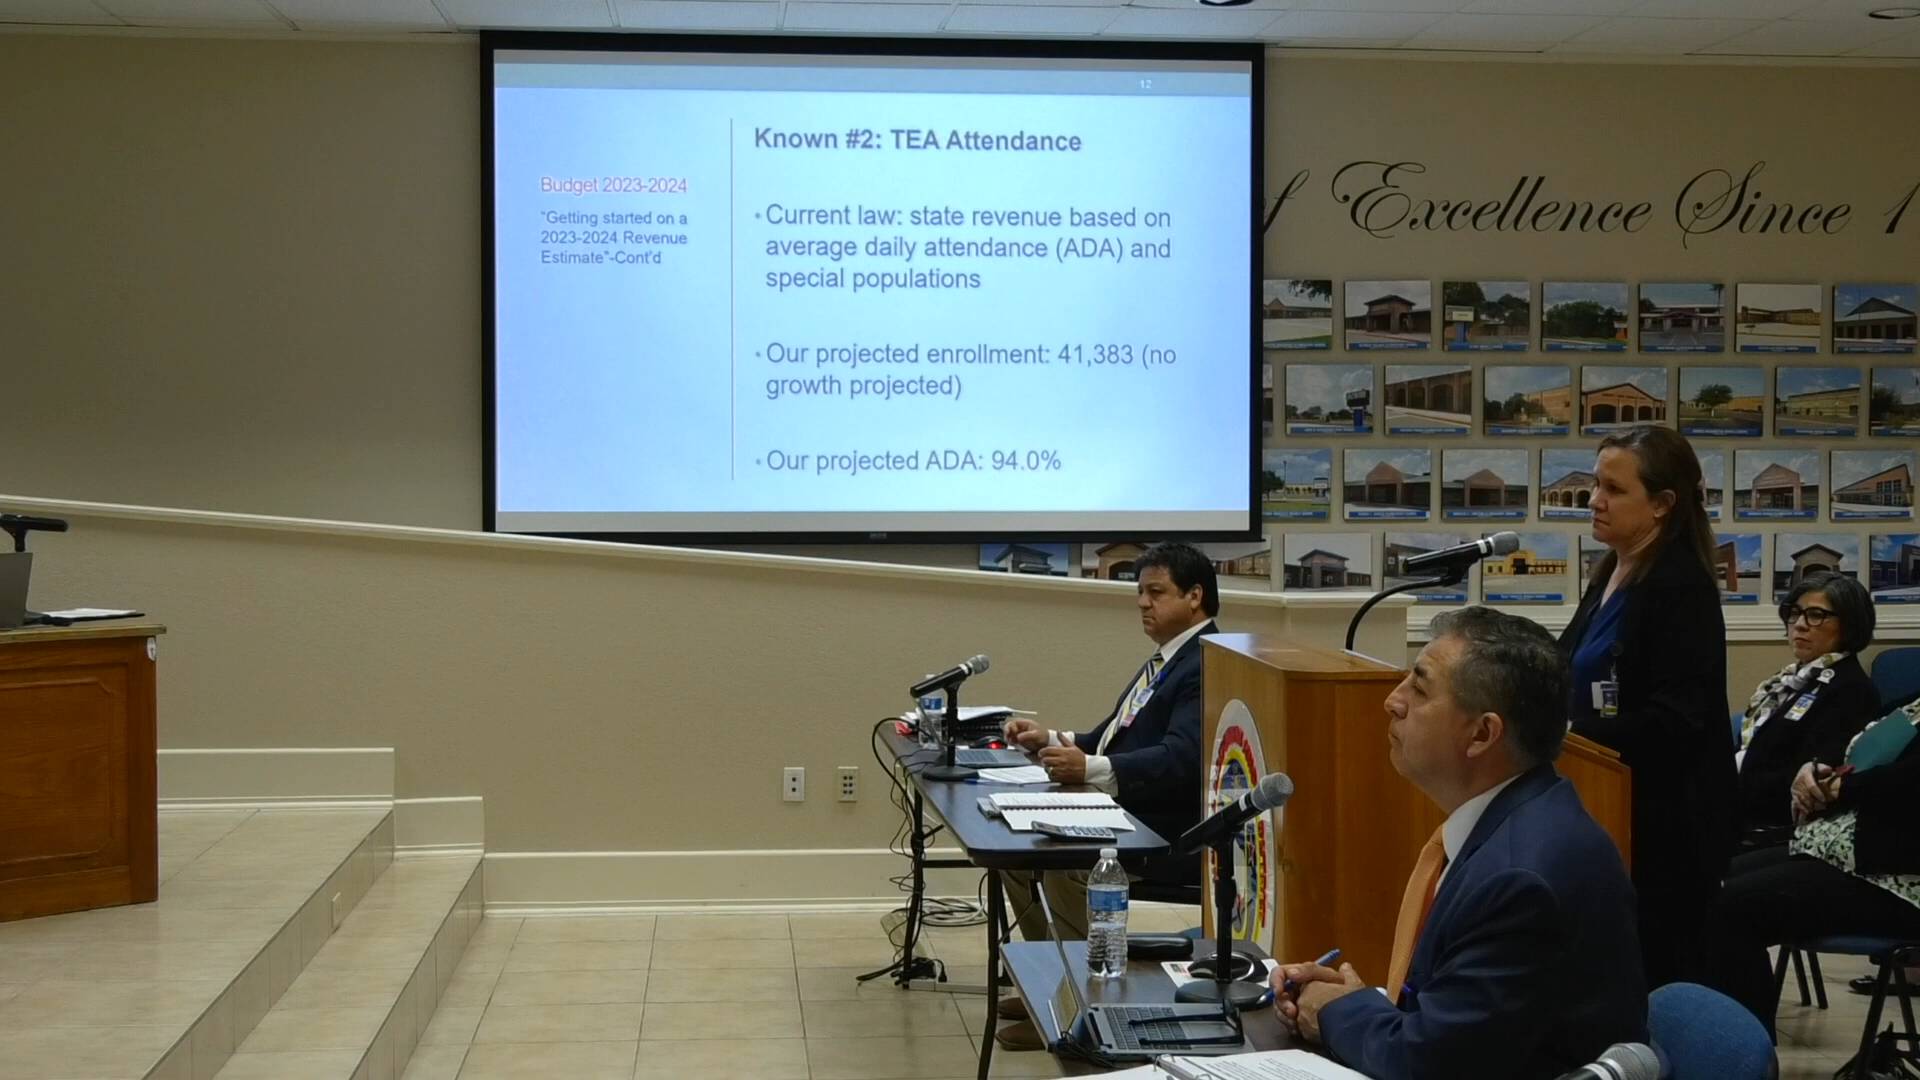 12
Known #2: TEA Attendance
Budget 2023-2024
"Getting started on a
2023-2024 Revenue
Estimate"-Cont'd
• Current law: state revenue based on
average daily attendance (ADA) and
special populations
• Our projected enrollment: 41,383 (no
growth projected)
• Our projected ADA: 94.0%
f Excellence Since 1